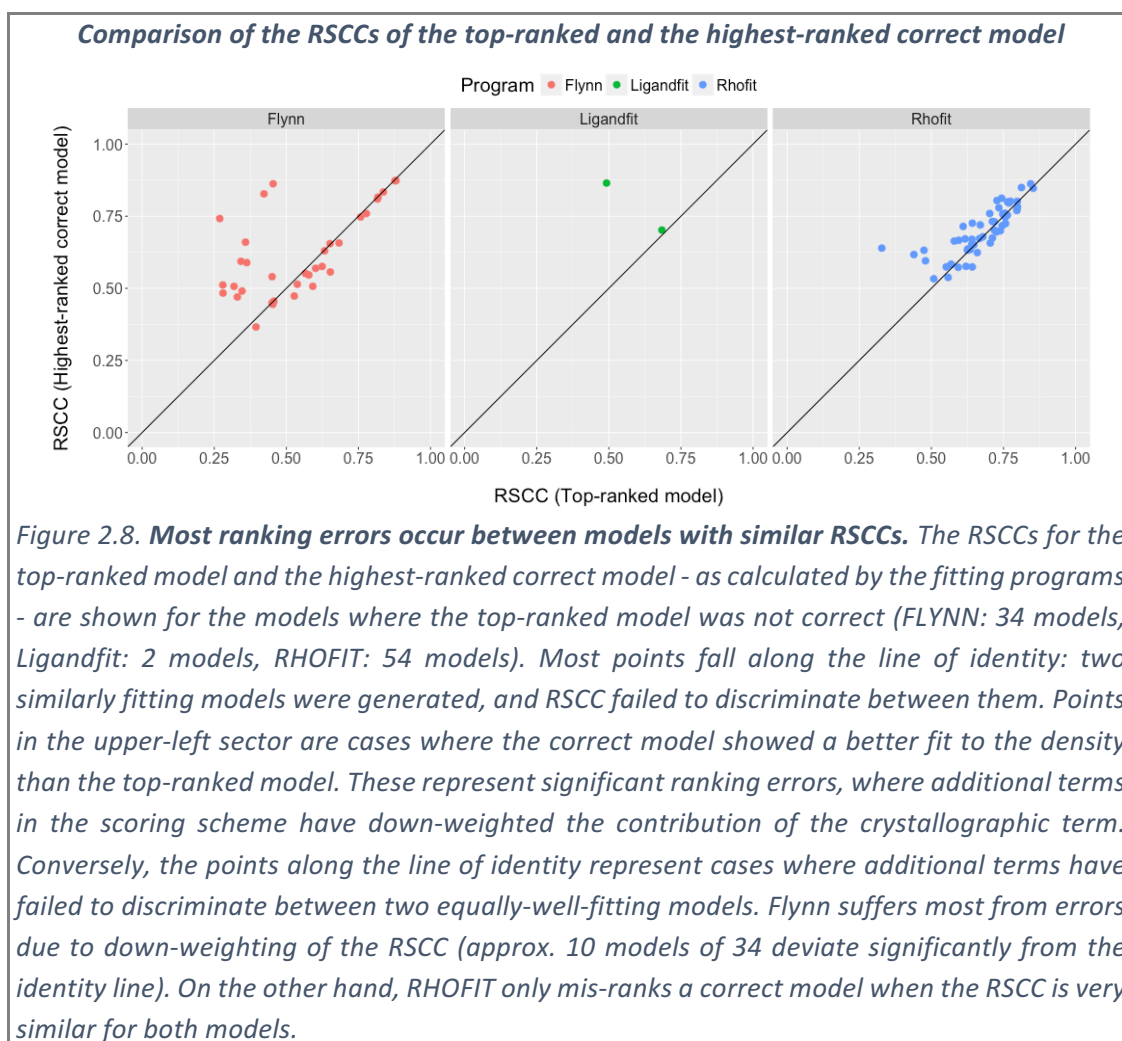 Comparison of the RSCCs of the top-ranked and the highest-ranked correct model
Program Flynn Ligandfit Rhofit
Flynn Ligandfit Rhofit
RSCC (Highest-ranked correct model)
1.00
0.75
0.50
0.25
0.00
0.00 0.25 0.50 0.75 1.00 0.00 0.25 0.50 0.75 1.00 0.00 0.25 0.50 0.75 1.00
RSCC (Top-ranked model)
Figure 2.8. Most ranking errors occur between models with similar RSCCs. The RSCCs for the
top-ranked model and the highest-ranked correct model - as calculated by the fitting programs
- are shown for the models where the top-ranked model was not correct (FLYNN: 34 models,
Ligandfit: 2 models, RHOFIT: 54 models). Most points fall along the line of identity: two
similarly fitting models were generated, and RSCC failed to discriminate between them. Points
in the upper-left sector are cases where the correct model showed a better fit to the density
than the top-ranked model. These represent significant ranking errors, where additional terms
in the scoring scheme have down-weighted the contribution of the crystallographic term.
Conversely, the points along the line of identity represent cases where additional terms have
failed to discriminate between two equally-well-fitting models. Flynn suffers most from errors
due to down-weighting of the RSCC (approx. 10 models of 34 deviate significantly from the
identity line). On the other hand, RHOFIT only mis-ranks a correct model when the RSCC is very
similar for both models.